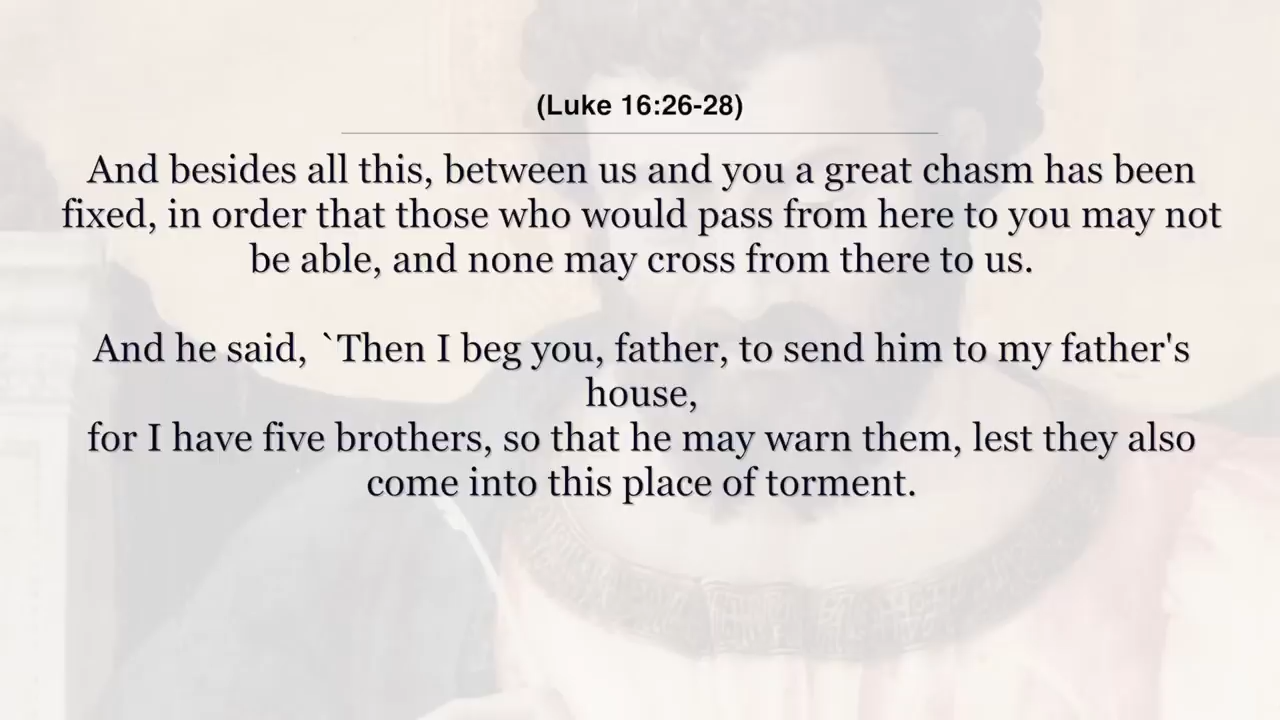 (Luke 16:26-28)
And besides all this, between us and you a great chasm has been
fixed, in order that those who would pass from here to you may not
be able, and none may cross from there to us.
And he said, `Then I beg you, father, to send him to my father's
house,
for I have five brothers, so that he may warn them, lest they also
come into this place of torment.